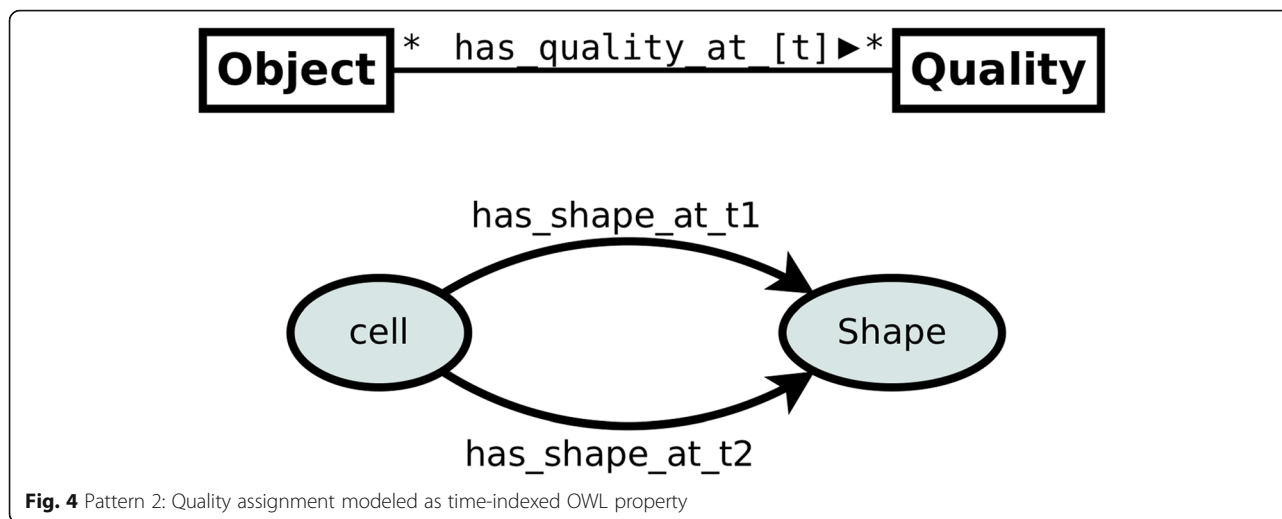 Object * has_quality_at_[t]▶* Quality
has_shape_at_t1
cell Shape
has_shape_at_t2
Fig. 4 Pattern 2: Quality assignment modeled as time-indexed OWL property